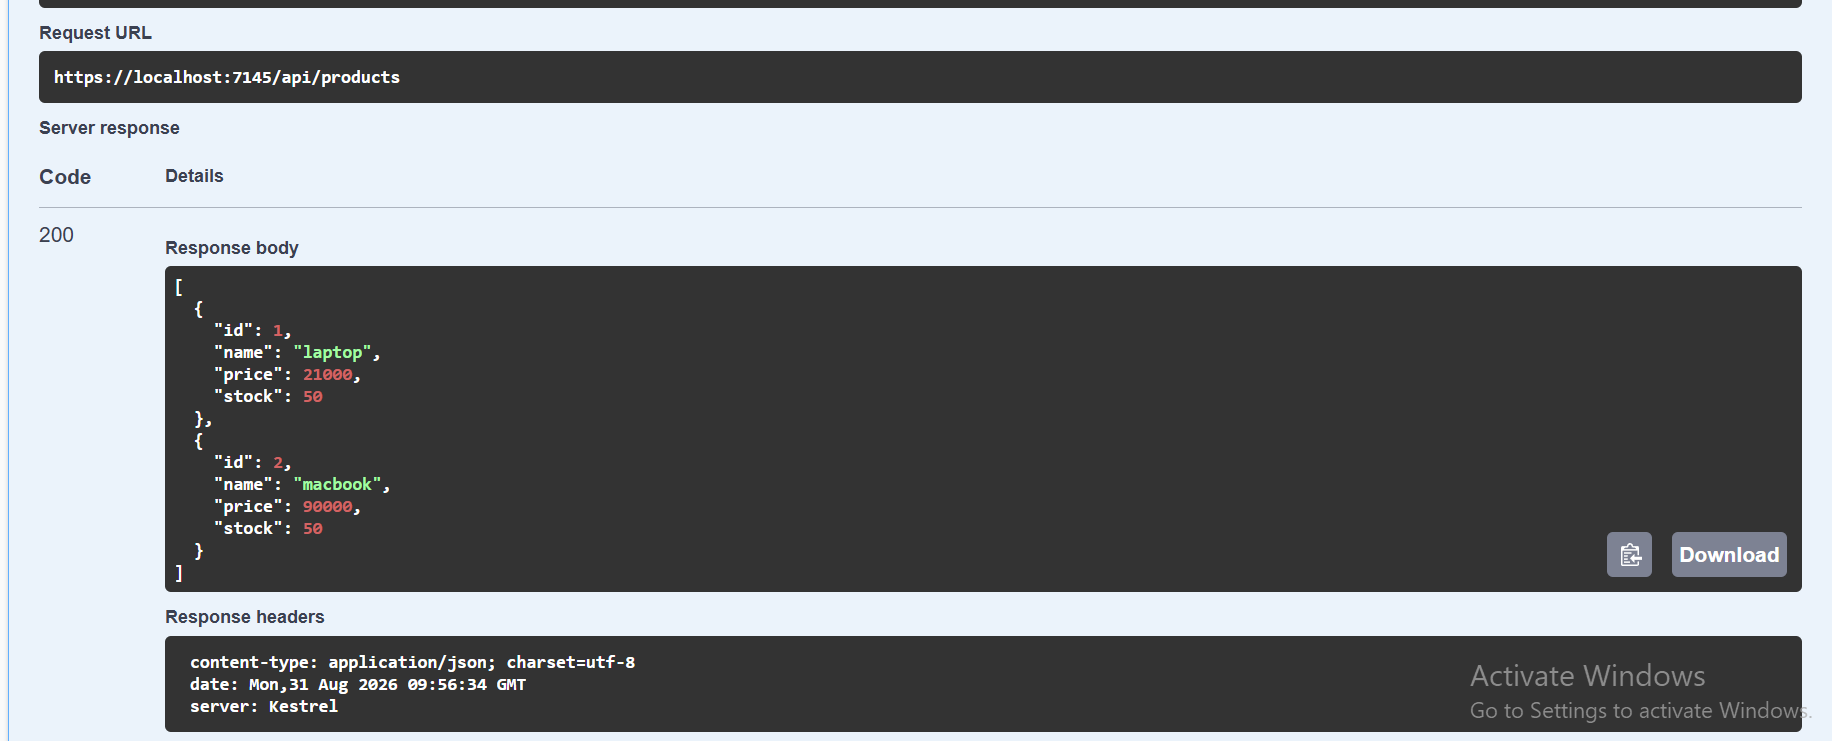 Request URL
https://localhost:7145/api/products
Server response
Code Details
200
Response body
[
  {
    "id": 1,
    "name": "laptop",
    "price": 21000,
    "stock": 50
  },
  {
    "id": 2,
    "name": "macbook",
    "price": 90000,
    "stock": 50
  }
]
Download
Response headers
content-type: application/json; charset=utf-8
date: Mon,31 Aug 2026 09:56:34 GMT
server: Kestrel
Activate Windows
Go to Settings to activate Windows.